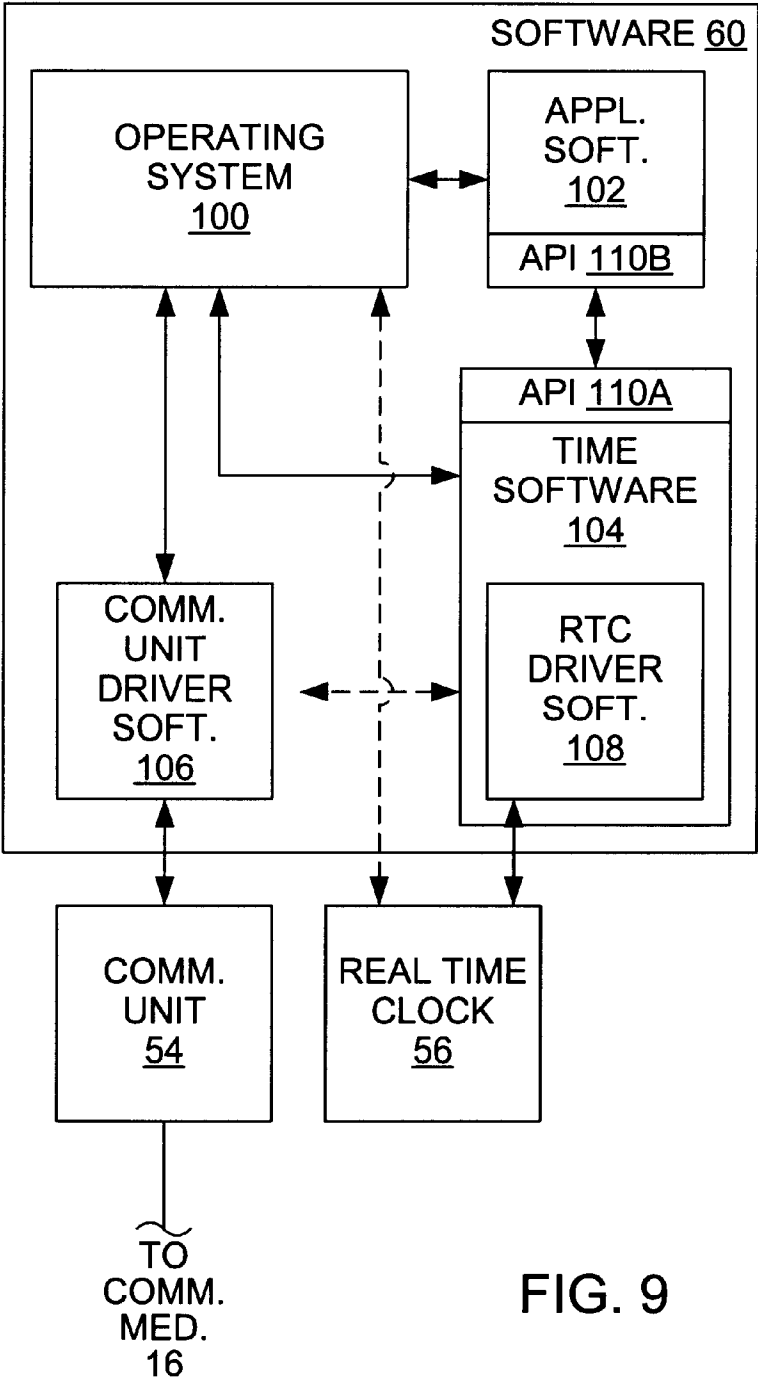 SOFTWARE 60
OPERATING
SYSTEM
100
APPL.
SOFT.
102
API 110B
API 110A
TIME
SOFTWARE
104
COMM.
UNIT
DRIVER
SOFT.
106
RTC
DRIVER
SOFT.
108
COMM.
UNIT
54
REAL TIME
CLOCK
56
TO
COMM.
MED.
16
FIG. 9